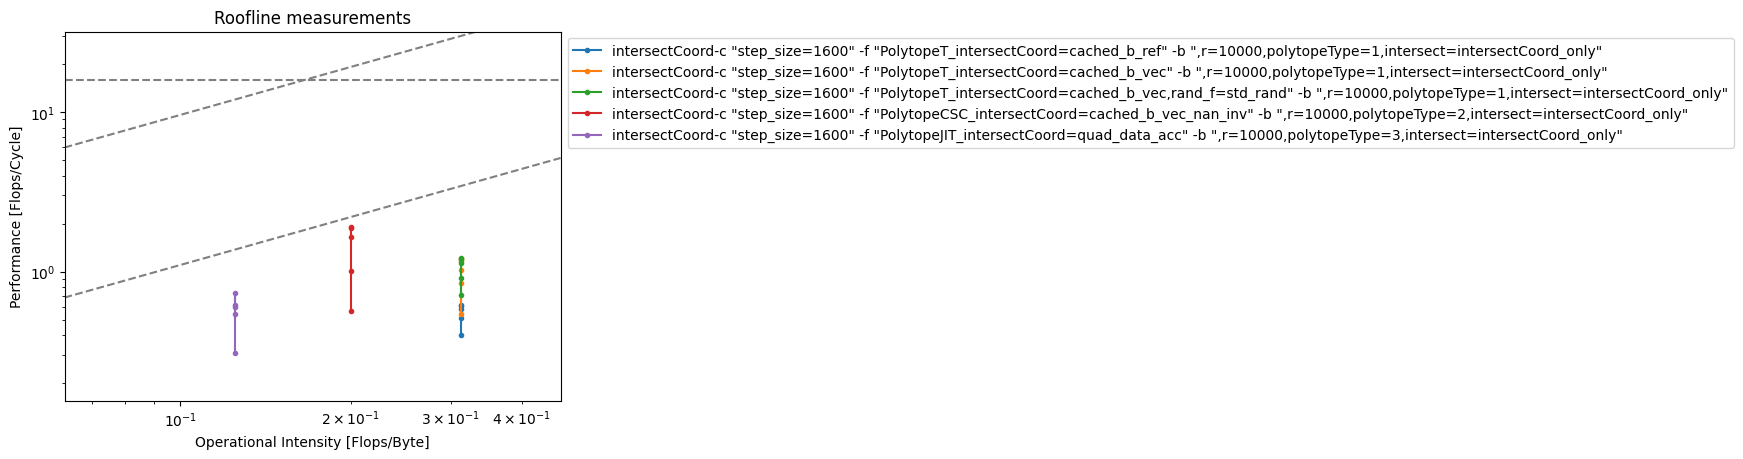 Roofline measurements
Performance [Flops/Cycle]
10^1
10^0
10^-1
2 × 10^-1
3 × 10^-1
4 × 10^-1
Operational Intensity [Flops/Byte]
intersectCoord-c "step_size=1600" -f "PolytopeT_intersectCoord=cached_b_ref" -b ",r=10000,polytopeType=1,intersect=intersectCoord_only"
intersectCoord-c "step_size=1600" -f "PolytopeT_intersectCoord=cached_b_vec" -b ",r=10000,polytopeType=1,intersect=intersectCoord_only"
intersectCoord-c "step_size=1600" -f "PolytopeT_intersectCoord=cached_b_vec,rand_f=std_rand" -b ",r=10000,polytopeType=1,intersect=intersectCoord_only"
intersectCoord-c "step_size=1600" -f "PolytopeCSC_intersectCoord=cached_b_vec_nan_inv" -b ",r=10000,polytopeType=2,intersect=intersectCoord_only"
intersectCoord-c "step_size=1600" -f "PolytopeJIT_intersectCoord=quad_data_acc" -b ",r=10000,polytopeType=3,intersect=intersectCoord_only"